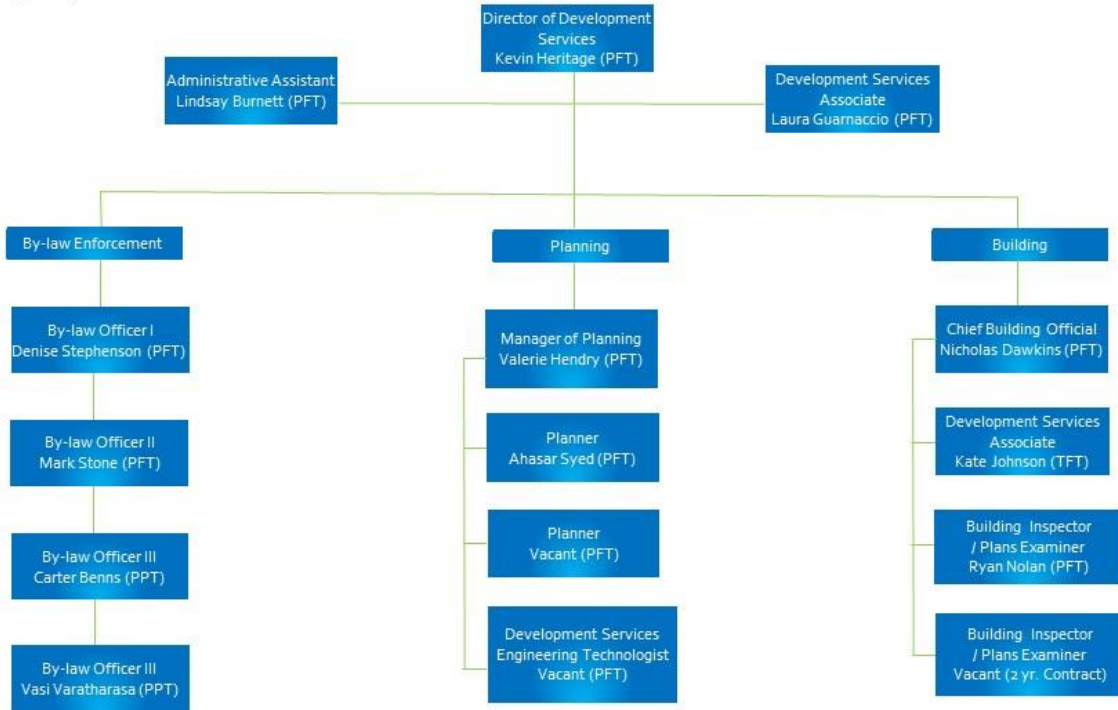 Director of Development
Services
Kevin Heritage (PFT)
Administrative Assistant
Lindsay Burnett (PFT)
Development Services
Associate
Laura Guarnaccio (PFT)
By-law Enforcement
By-law Officer I
Denise Stephenson (PFT)
By-law Officer II
Mark Stone (PFT)
By-law Officer III
Carter Benns (PPT)
By-law Officer III
Vasi Varatharasa (PPT)
Planning
Manager of Planning
Valerie Hendry (PFT)
Planner
Ahasar Syed (PFT)
Planner
Vacant (PFT)
Development Services
Engineering Technologist
Vacant (PFT)
Building
Chief Building Official
Nicholas Dawkins (PFT)
Development Services
Associate
Kate Johnson (TFT)
Building Inspector
/ Plans Examiner
Ryan Nolan (PFT)
Building Inspector
/ Plans Examiner
Vacant (2 yr. Contract)